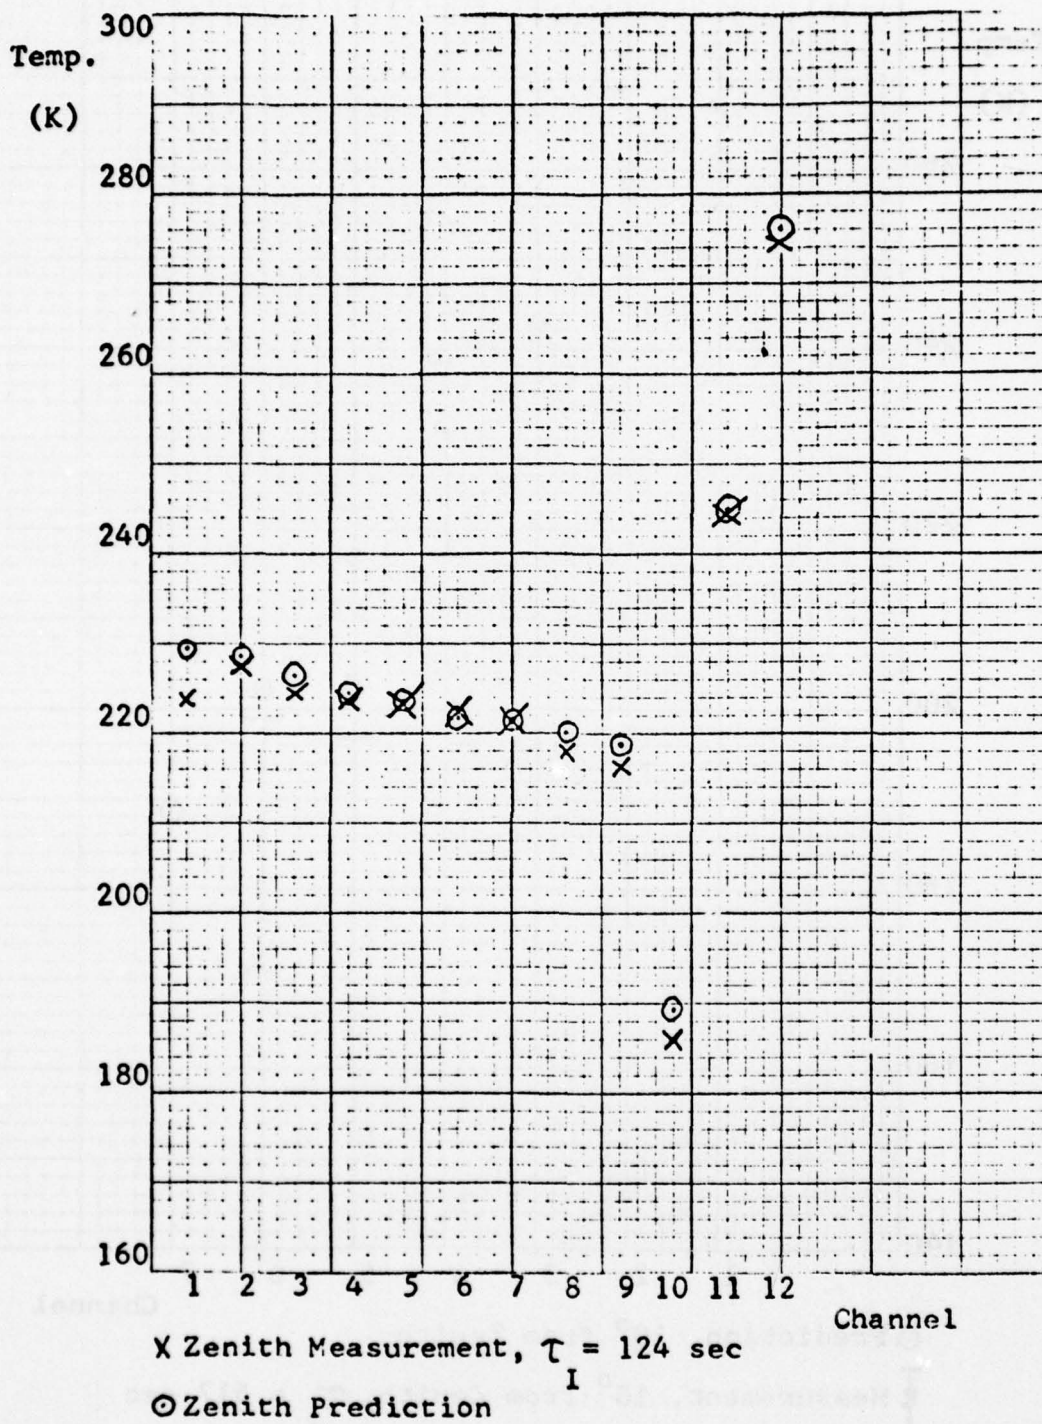 300
Temp.
(K)
280
260
240
220
200
180
160
1 2 3 4 5 6 7 8 9 10 11 12
Channel
X Zenith Measurement, τI = 124 sec
⊙ Zenith Prediction